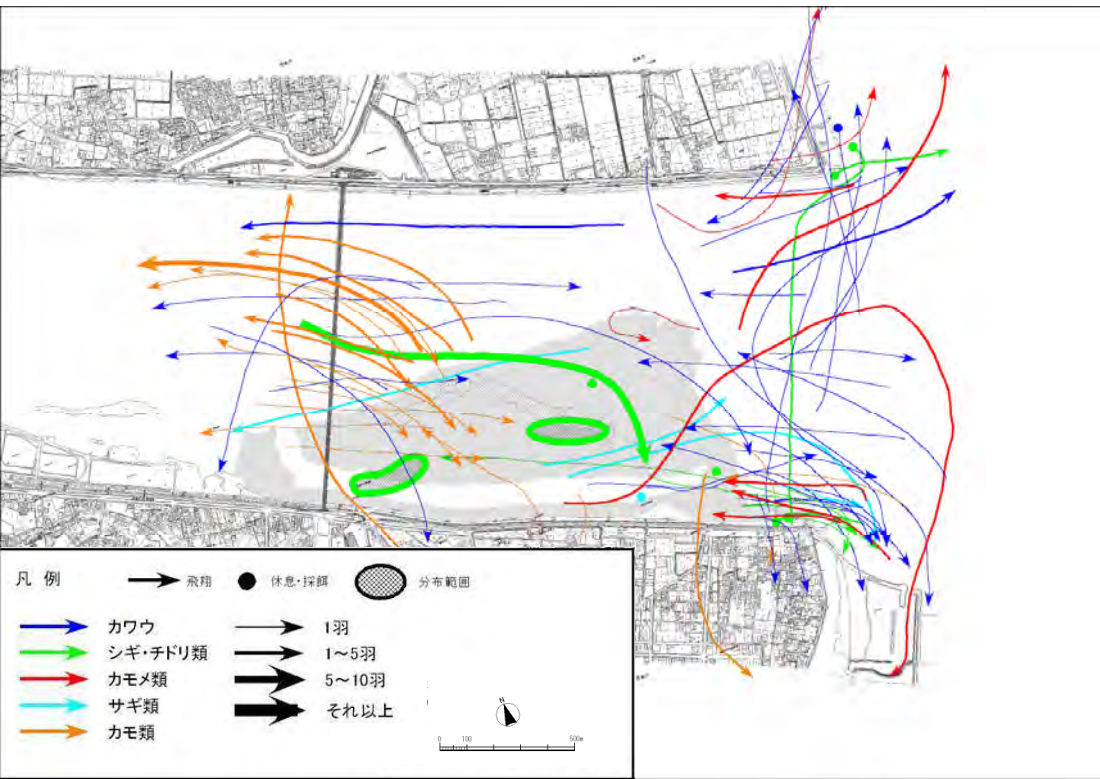 凡 例
飛翔
休息・採餌
分布範囲
カワウ
1羽
シギ・チドリ類
1～5羽
カモメ類
5～10羽
サギ類
それ以上
カモ類
N
0 100 500m